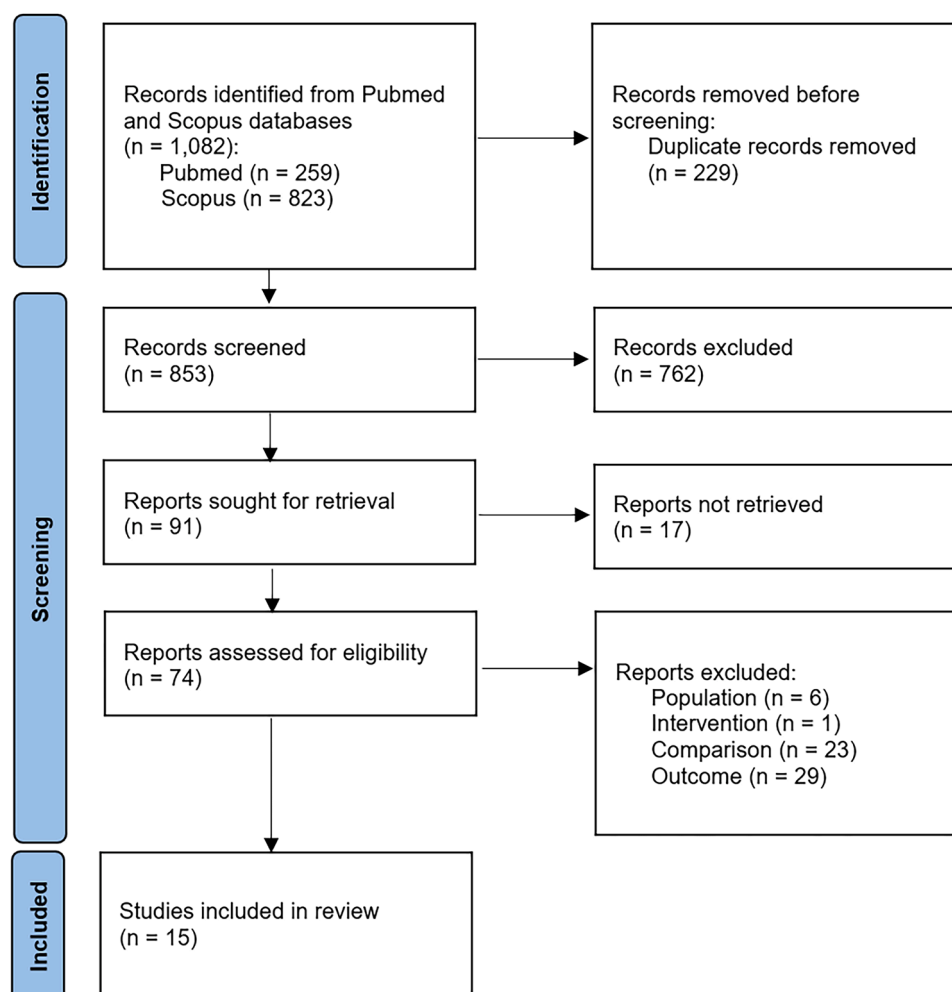 Identification
Records identified from Pubmed
and Scopus databases
(n = 1,082):
Pubmed (n = 259)
Scopus (n = 823)
Records removed before
screening:
Duplicate records removed
(n = 229)
Screening
Records screened
(n = 853)
Records excluded
(n = 762)
Reports sought for retrieval
(n = 91)
Reports not retrieved
(n = 17)
Reports assessed for eligibility
(n = 74)
Reports excluded:
Population (n = 6)
Intervention (n = 1)
Comparison (n = 23)
Outcome (n = 29)
Included
Studies included in review
(n = 15)